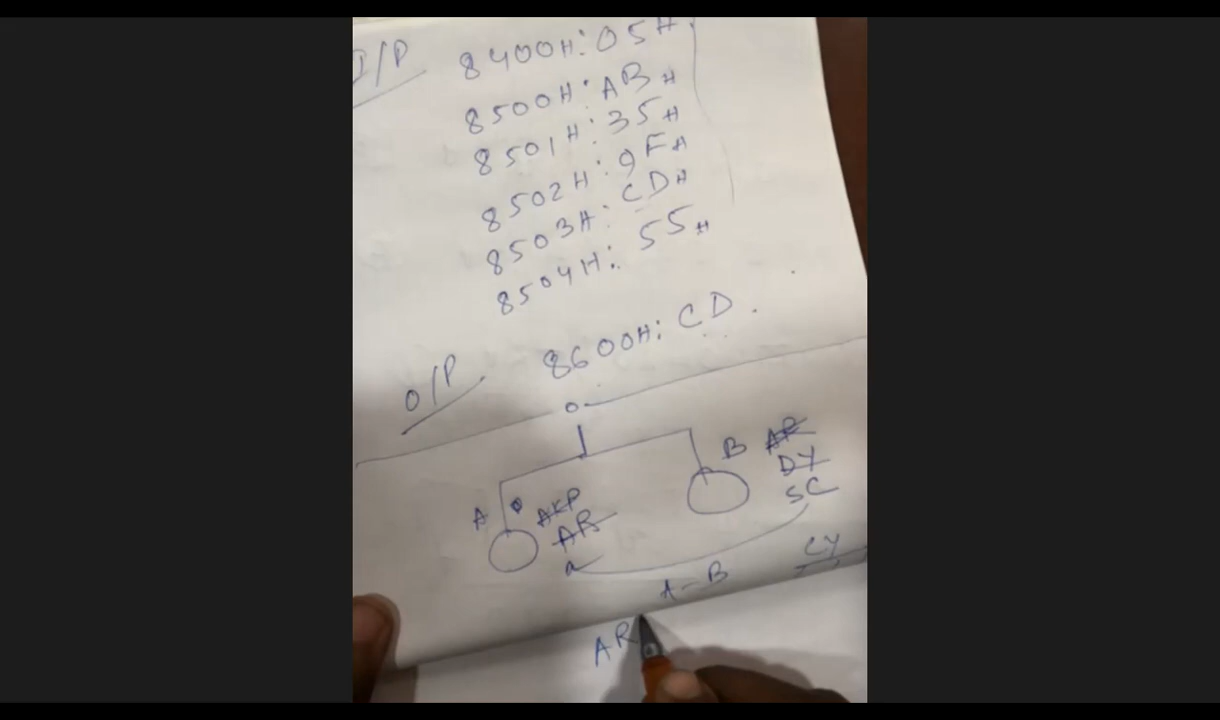 I/P 8400H: 05H
8500H: ABH
8501H: 35H
8502H: 9FH
8503H: CDH
8504H: 55H
O/P 8600H: CD.
A AKP
AR
B AR
DY
SC
A-B CY
AR